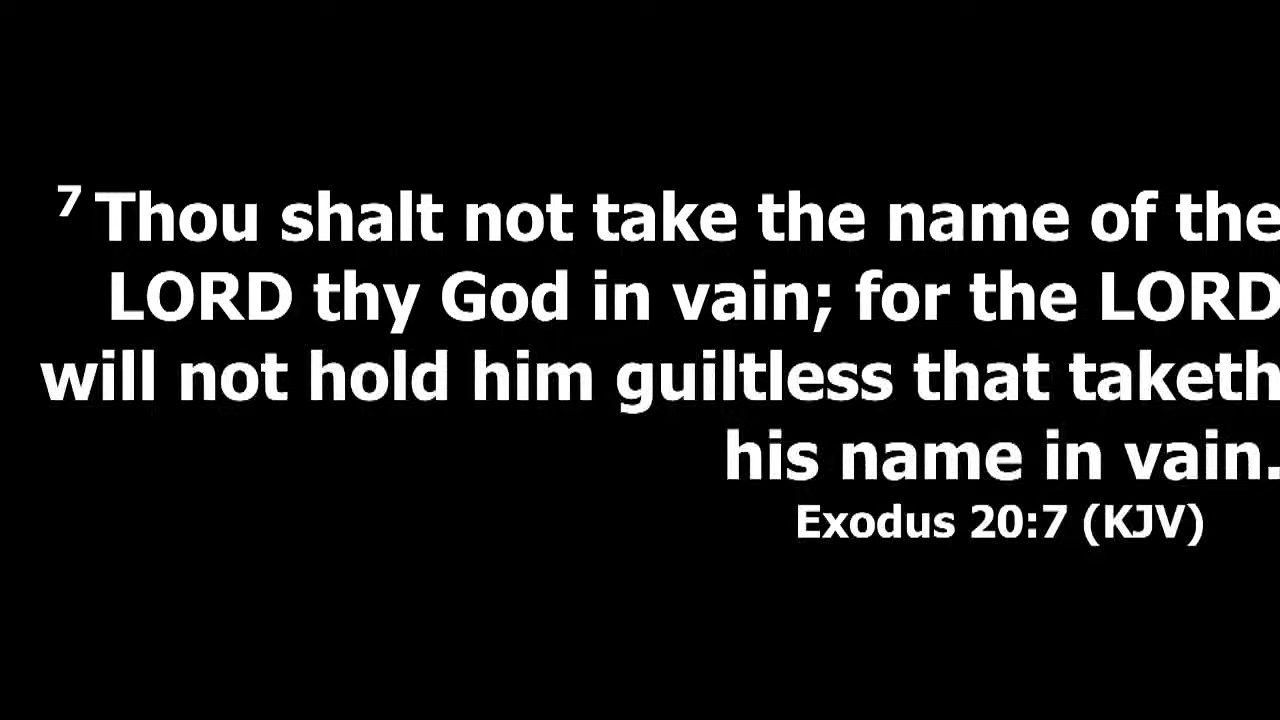 7 Thou shalt not take the name of the
LORD thy God in vain; for the LORD
will not hold him guiltless that taketh
his name in vain.
Exodus 20:7 (KJV)